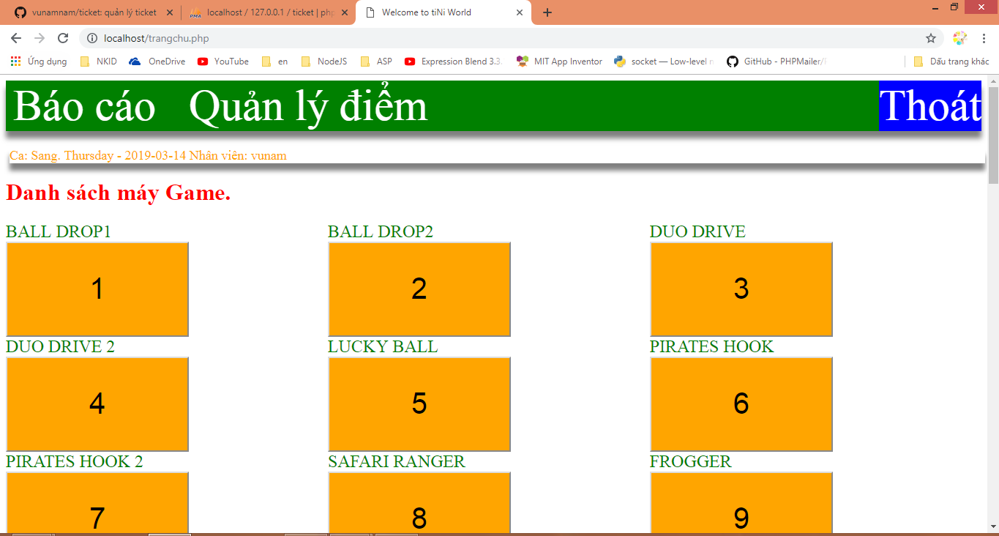 vunamnam/ticket: quản lý ticket
localhost / 127.0.0.1 / ticket | php
Welcome to tiNi World
localhost/trangchu.php
Ứng dụng NKID OneDrive YouTube en NodeJS ASP Expression Blend 3.3. MIT App Inventor socket — Low-level n GitHub - PHPMailer/P Dấu trang khác
Báo cáo Quản lý điểm Thoát
Ca: Sang. Thursday - 2019-03-14 Nhân viên: vunam
Danh sách máy Game.
BALL DROP1 BALL DROP2 DUO DRIVE
1 2 3
DUO DRIVE 2 LUCKY BALL PIRATES HOOK
4 5 6
PIRATES HOOK 2 SAFARI RANGER FROGGER
7 8 9